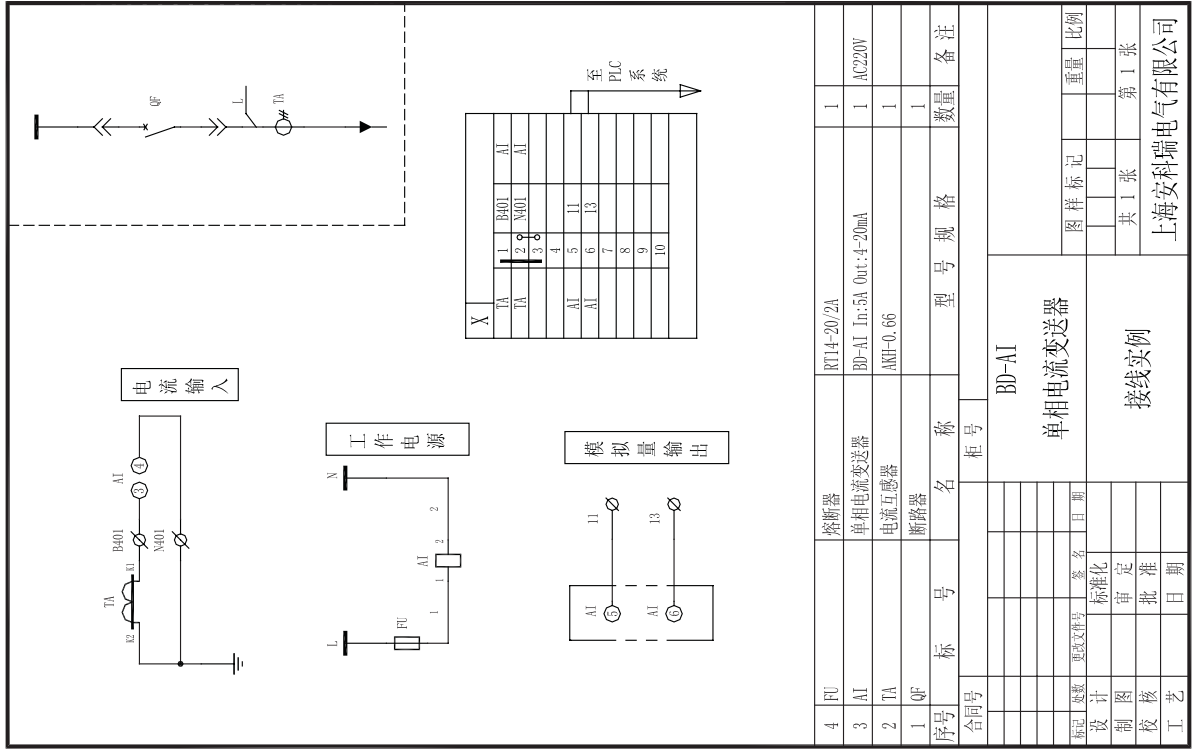 QF
L
TA
电流输入
TA
K2
K1
B401
N401
AI
3
4
工作电源
L
N
FU
1
1
AI
2
2
模拟量输出
AI
5
11
AI
6
13
X
TA 1 B401 AI
TA 2 N401 AI
3
4
AI 5 11
AI 6 13
7
8
9
10
至
PLC
系
统
4 FU 熔断器 RT14-20/2A 1
3 AI 单相电流变送器 BD-AI In:5A Out:4-20mA 1 AC220V
2 TA 电流互感器 AKH-0.66 1
1 QF 断路器 1
序号 标号 名称 型号规格 数量 备注
合同号 柜号
标记 处数 更改文件号 签名 日期
设计 标准化
制图 审定
校核 批准
工艺 日期
BD-AI
单相电流变送器
接线实例
图样标记 重量 比例
共 1 张 第 1 张
上海安科瑞电气有限公司